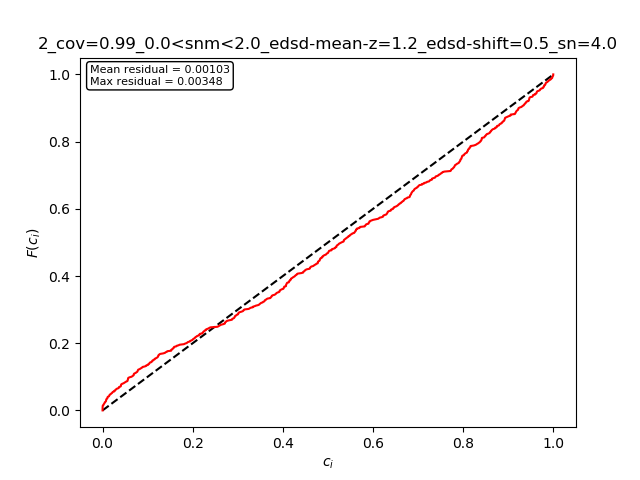 2_cov=0.99_0.0<snm<2.0_edsd-mean-z=1.2_edsd-shift=0.5_sn=4.0
Mean residual = 0.00103
Max residual = 0.00348
1.0
0.8
0.6
0.4
0.2
0.0
F(c_i)
0.0 0.2 0.4 0.6 0.8 1.0
c_i